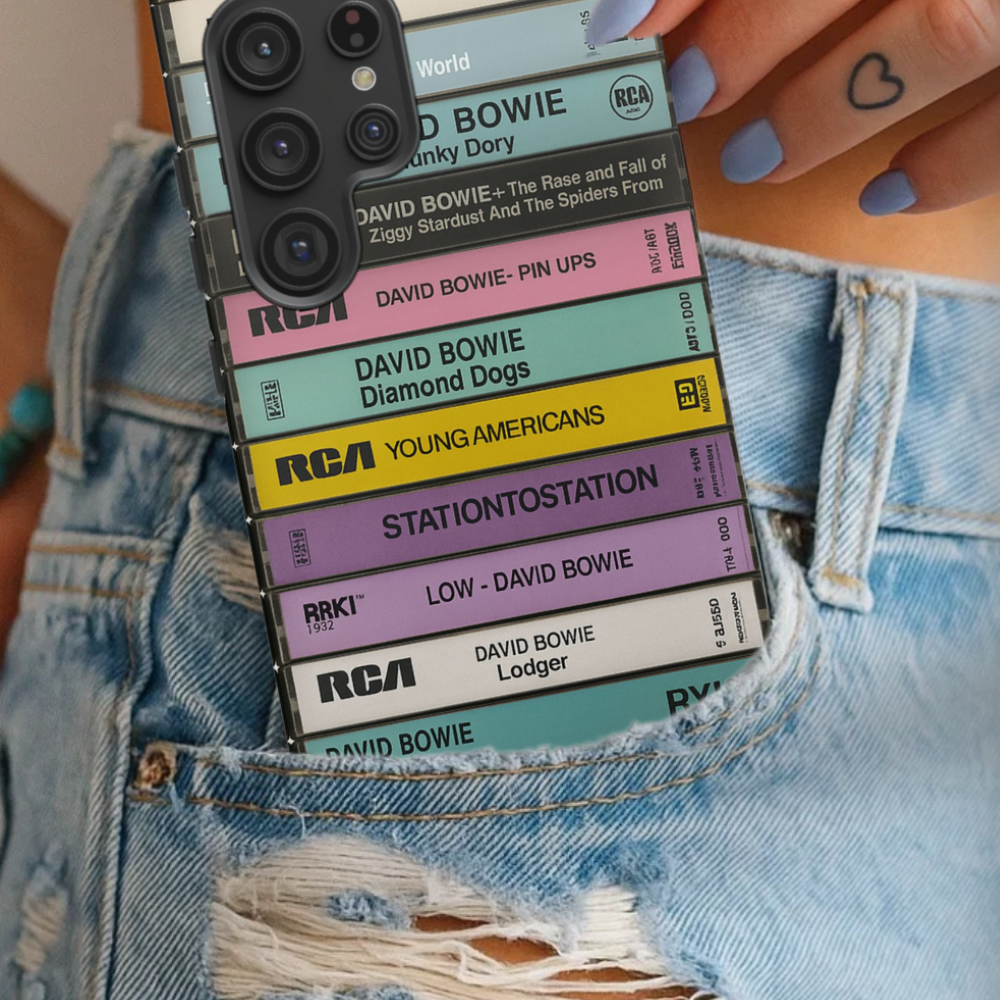 World
D BOWIE
RCA
unky Dory
DAVID BOWIE+The Rase and Fall of
Ziggy Stardust And The Spiders From
RCA
DAVID BOWIE- PIN UPS
DAVID BOWIE
Diamond Dogs
RCA YOUNG AMERICANS
STATIONTOSTATION
RRKI™
1932
LOW - DAVID BOWIE
RCA
DAVID BOWIE
Lodger
DAVID BOWIE